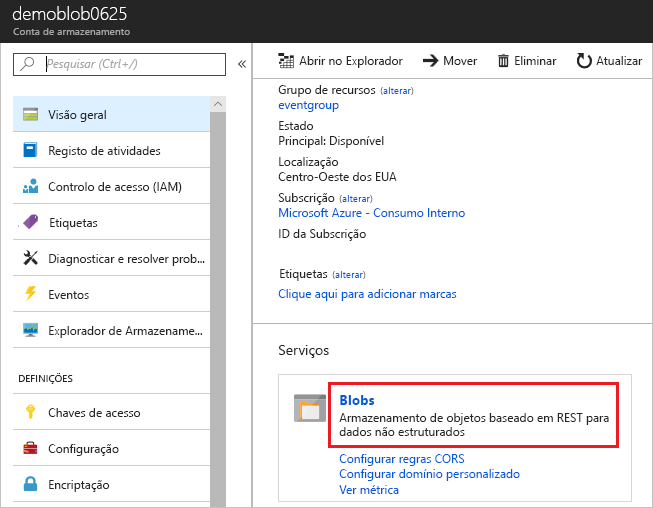 demoblob0625
Conta de armazenamento
Pesquisar (Ctrl+/)
«
Visão geral
Registo de atividades
Controlo de acesso (IAM)
Etiquetas
Diagnosticar e resolver prob...
Eventos
Explorador de Armazename...
DEFINIÇÕES
Chaves de acesso
Configuração
Encriptação
Abrir no Explorador
Mover
Eliminar
Atualizar
Grupo de recursos (alterar)
eventgroup
Estado
Principal: Disponível
Localização
Centro-Oeste dos EUA
Subscrição (alterar)
Microsoft Azure - Consumo Interno
ID da Subscrição
Etiquetas (alterar)
Clique aqui para adicionar marcas
Serviços
Blobs
Armazenamento de objetos baseado em REST para
dados não estruturados
Configurar regras CORS
Configurar domínio personalizado
Ver métrica